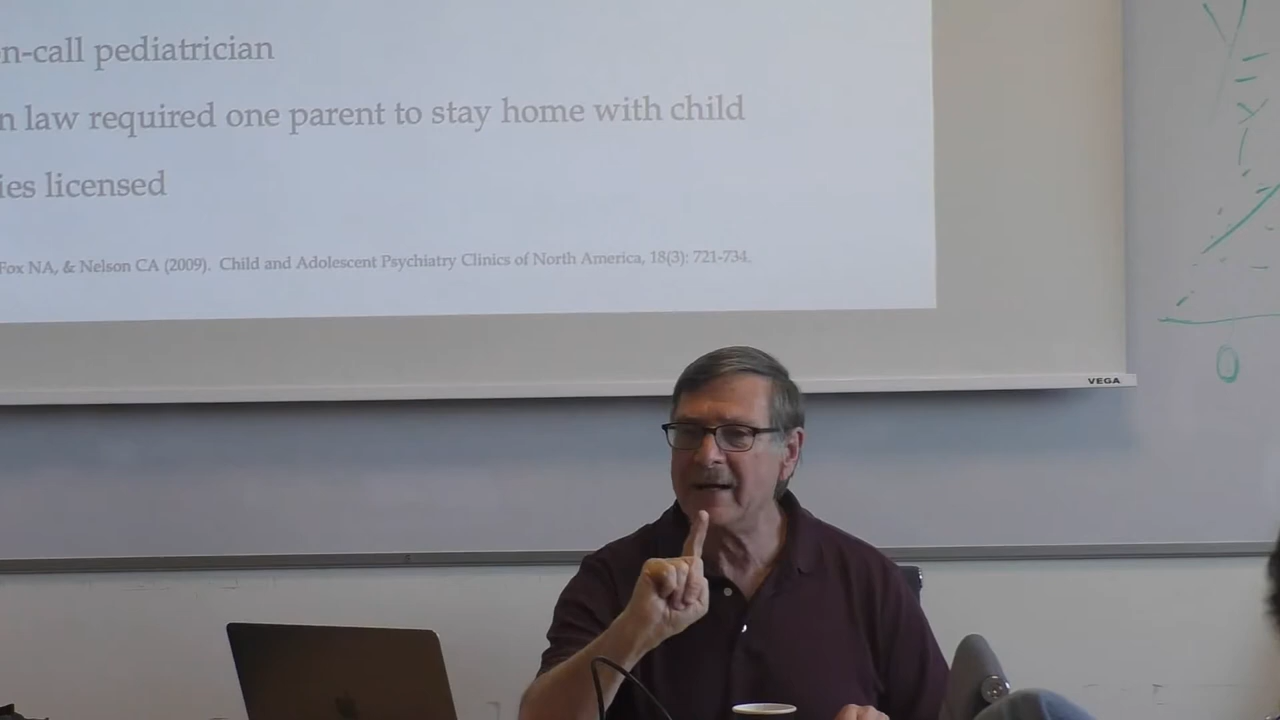 n-call pediatrician
n law required one parent to stay home with child
ies licensed
Fox NA, & Nelson CA (2009). Child and Adolescent Psychiatry Clinics of North America, 18(3): 721-734.
VEGA
0